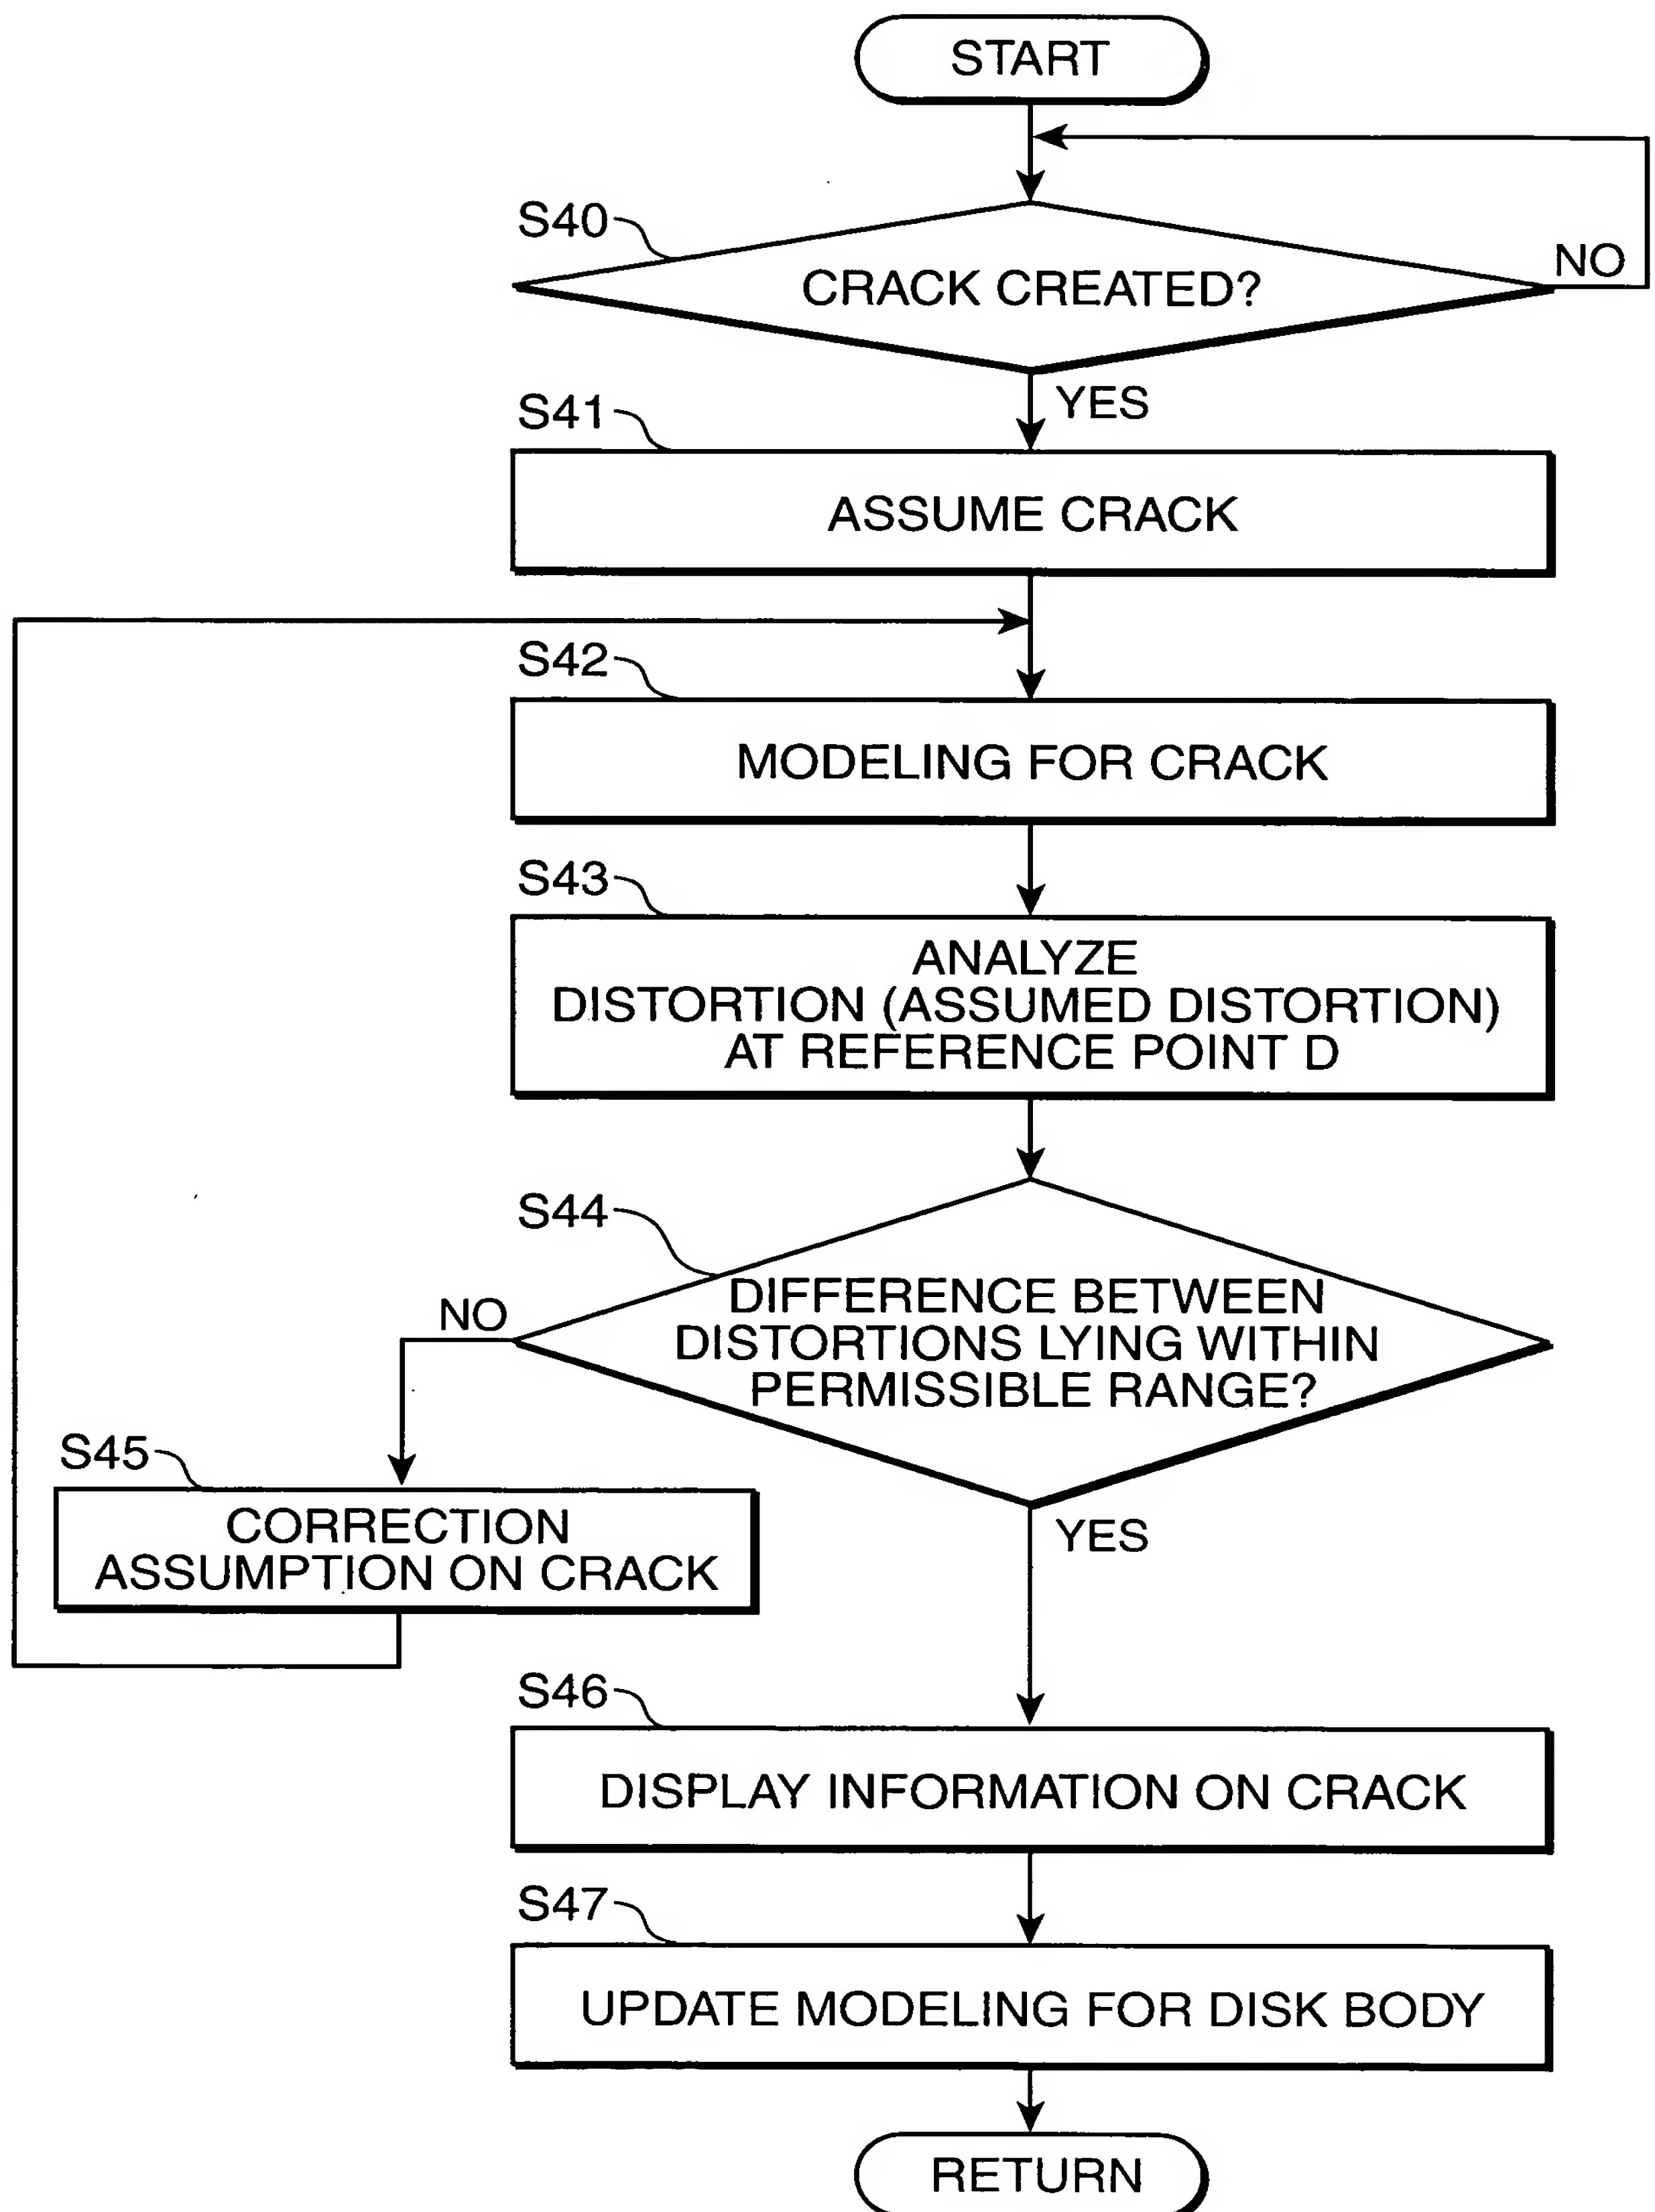 START
S40
CRACK CREATED?
NO
YES
S41
ASSUME CRACK
S42
MODELING FOR CRACK
S43
ANALYZE
DISTORTION (ASSUMED DISTORTION)
AT REFERENCE POINT D
S44
DIFFERENCE BETWEEN
DISTORTIONS LYING WITHIN
PERMISSIBLE RANGE?
NO
YES
S45
CORRECTION
ASSUMPTION ON CRACK
S46
DISPLAY INFORMATION ON CRACK
S47
UPDATE MODELING FOR DISK BODY
RETURN